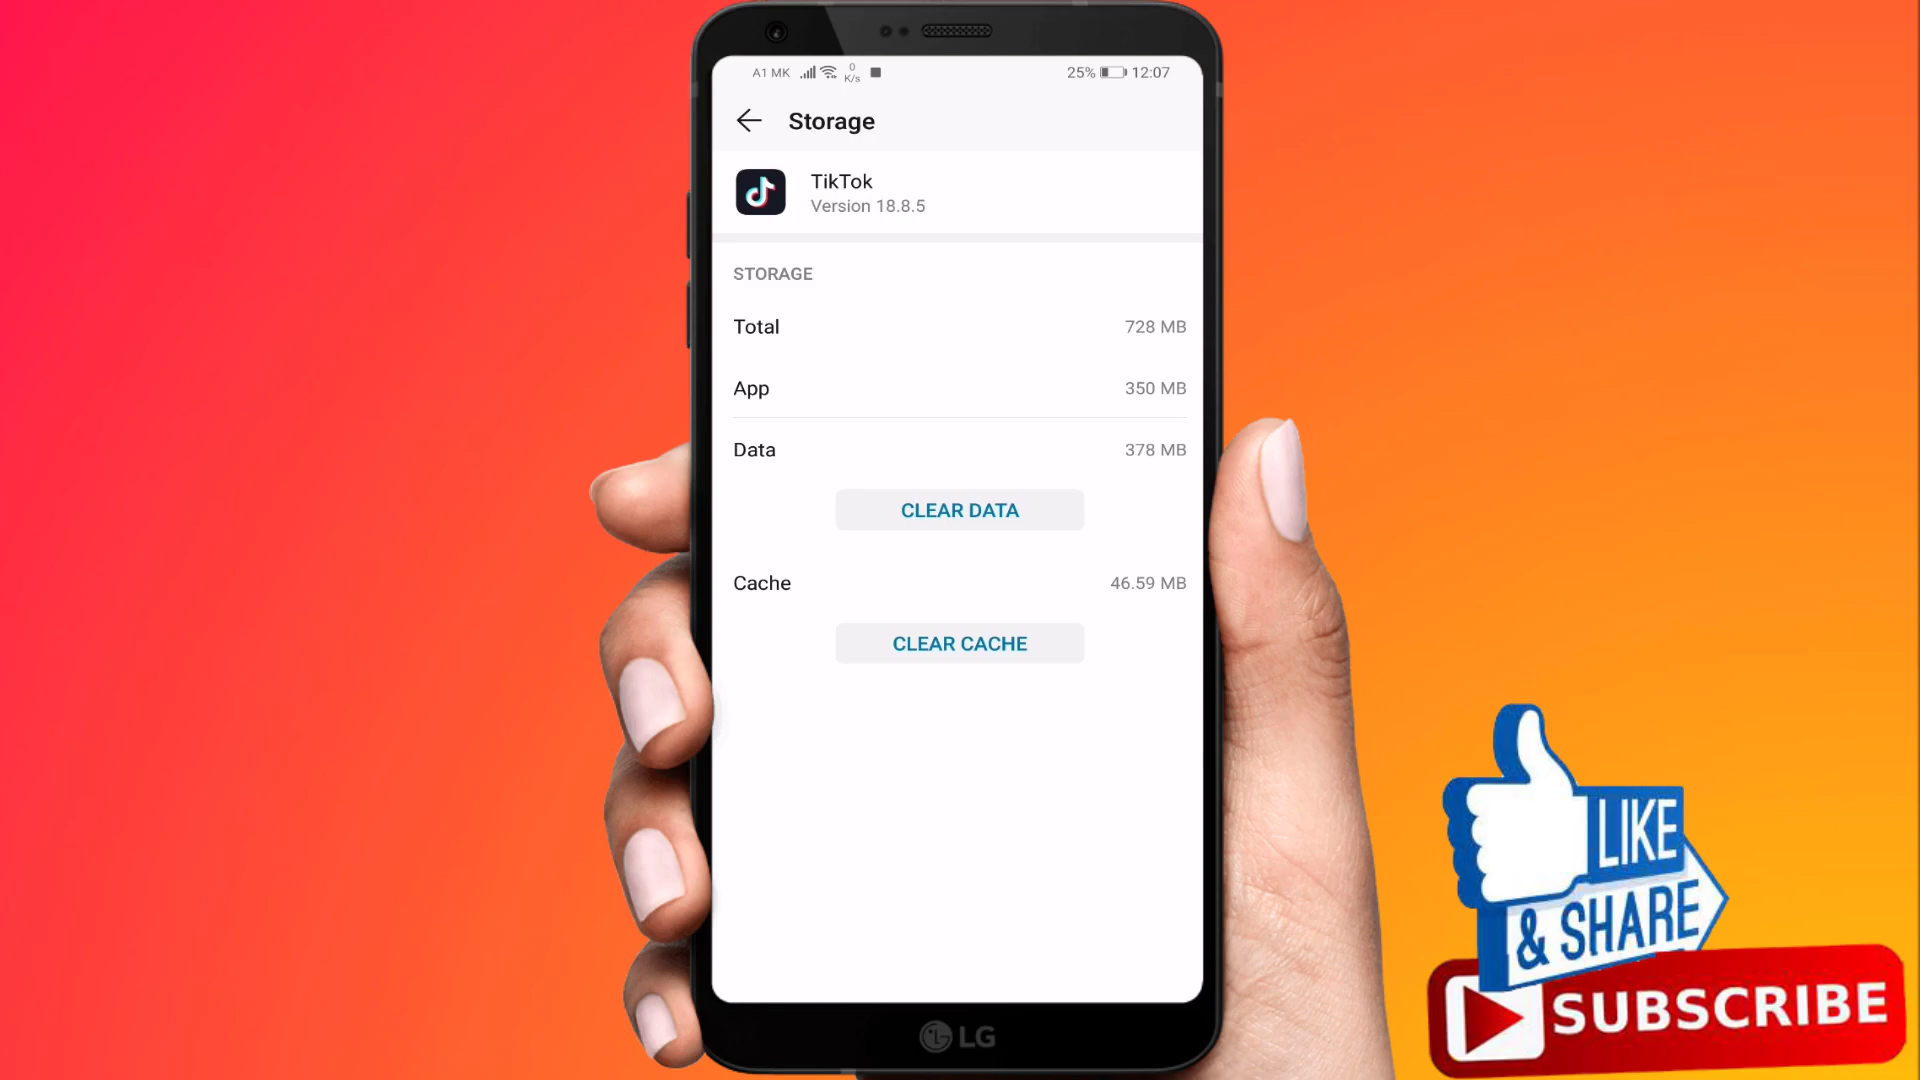 A1 MK 0 K/s 25% 12:07
Storage
TikTok
Version 18.8.5
STORAGE
Total 728 MB
App 350 MB
Data 378 MB
CLEAR DATA
Cache 46.59 MB
CLEAR CACHE
LG
LIKE
& SHARE
SUBSCRIBE